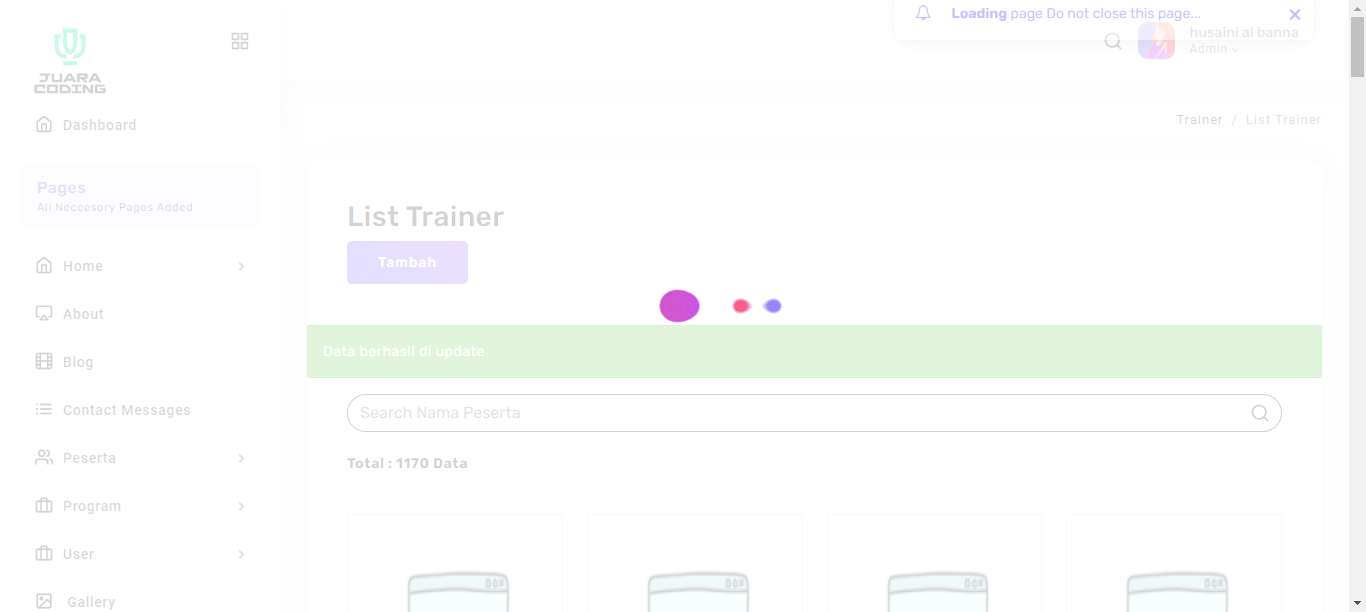 Loading page Do not close this page...
husaini al banna
Admin
JUARA
CODING
Dashboard
Trainer / List Trainer
Pages
All Neccesory Pages Added
List Trainer
Tambah
Home
About
Data berhasil di update
Blog
Search Nama Peserta
Contact Messages
Peserta
Total : 1170 Data
Program
User
Gallery